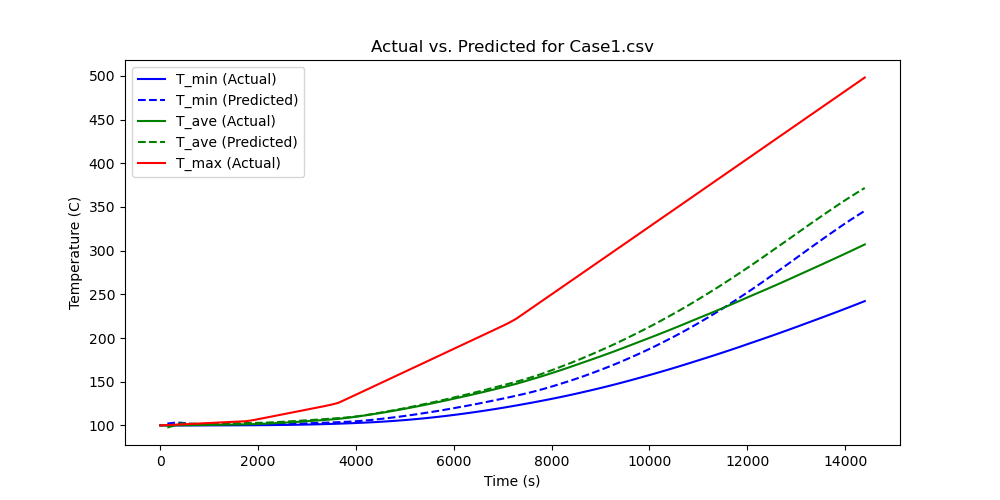 Actual vs. Predicted for Case1.csv
T_min (Actual)
T_min (Predicted)
T_ave (Actual)
T_ave (Predicted)
T_max (Actual)
500
450
400
350
300
250
200
150
100
Temperature (C)
0 2000 4000 6000 8000 10000 12000 14000
Time (s)